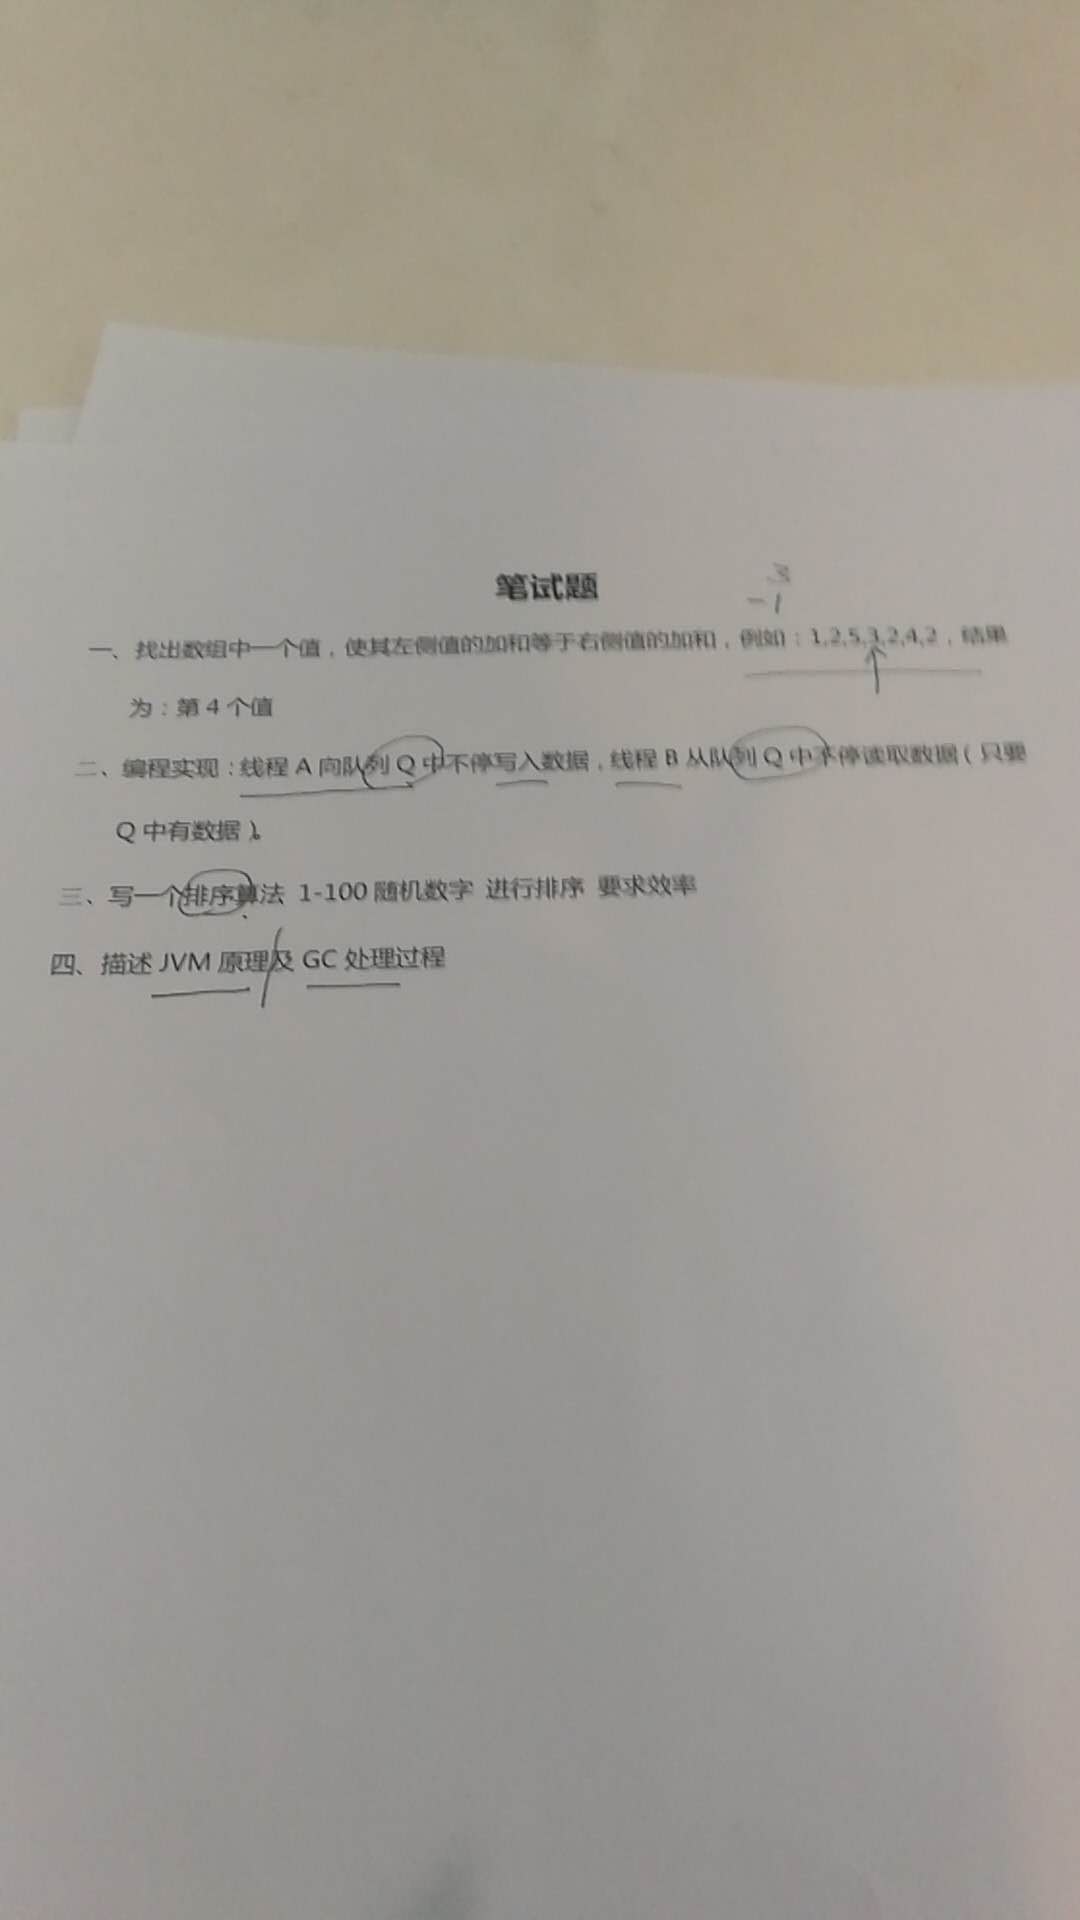 3
-1
笔试题
一、找出数组中一个值，使其左侧值的加和等于右侧值的加和，例如：1,2,5,3,2,4,2，结果
为：第 4 个值
二、编程实现：线程 A 向队列 Q 中不停写入数据，线程 B 从队列 Q 中不停读取数据（只要
Q 中有数据）。
三、写一个排序算法 1-100 随机数字 进行排序 要求效率
四、描述 JVM 原理及 GC 处理过程